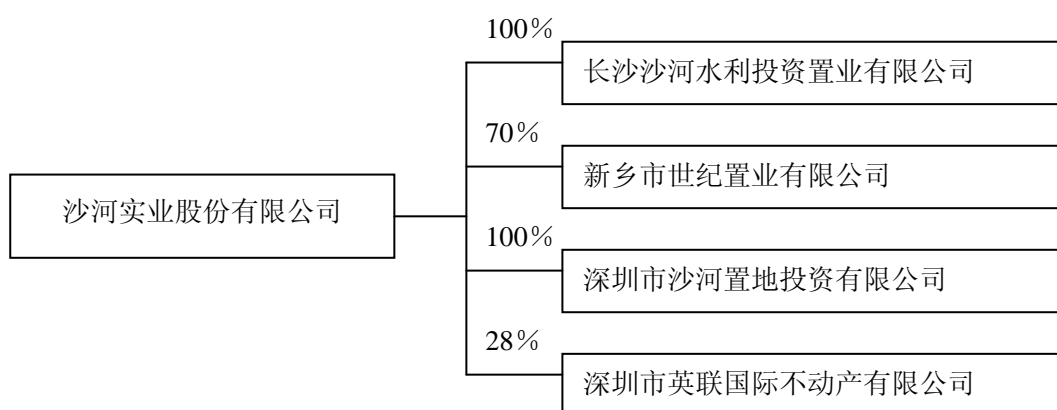 100％
长沙沙河水利投资置业有限公司
70％
新乡市世纪置业有限公司
沙河实业股份有限公司
100％
深圳市沙河置地投资有限公司
28％
深圳市英联国际不动产有限公司